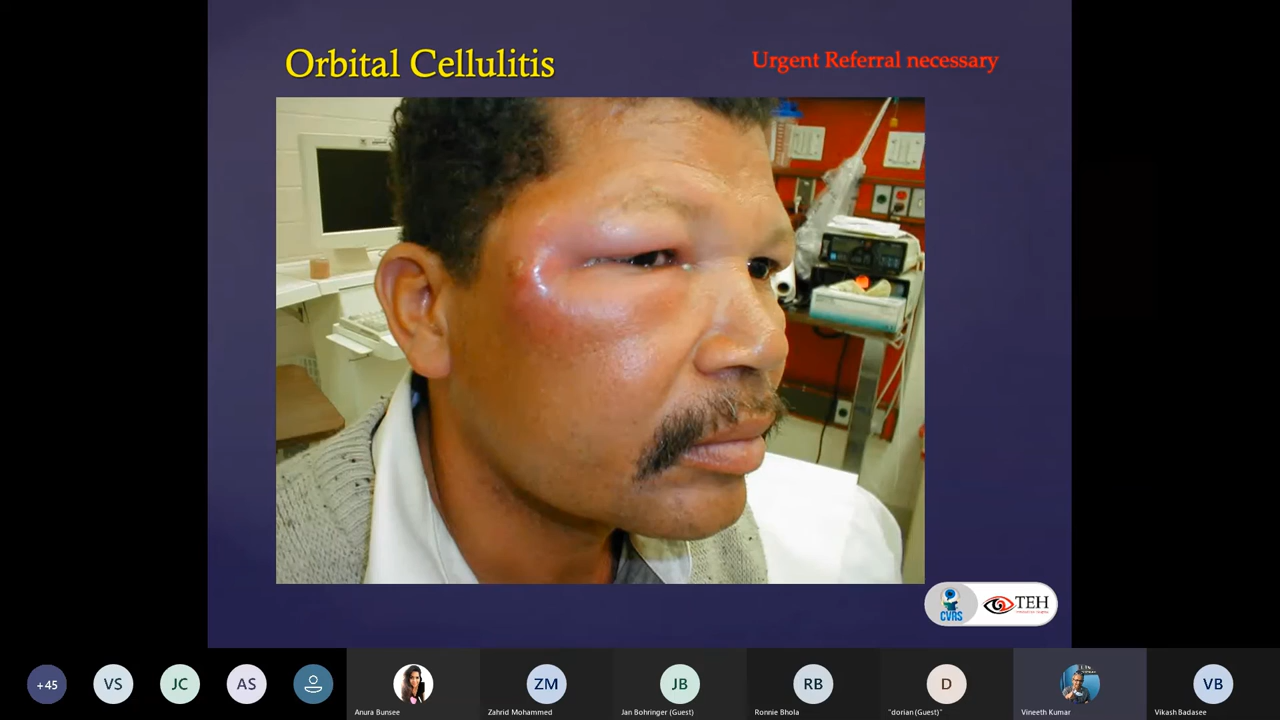 Orbital Cellulitis
Urgent Referral necessary
CVRS
TEH
+45
VS
JC
AS
ZM
JB
RB
D
VB
Anura Bunsee
Zahrid Mohammed
Jan Bohringer (Guest)
Ronnie Bhola
"dorian (Guest)"
Vineeth Kumar
Vikash Badasee